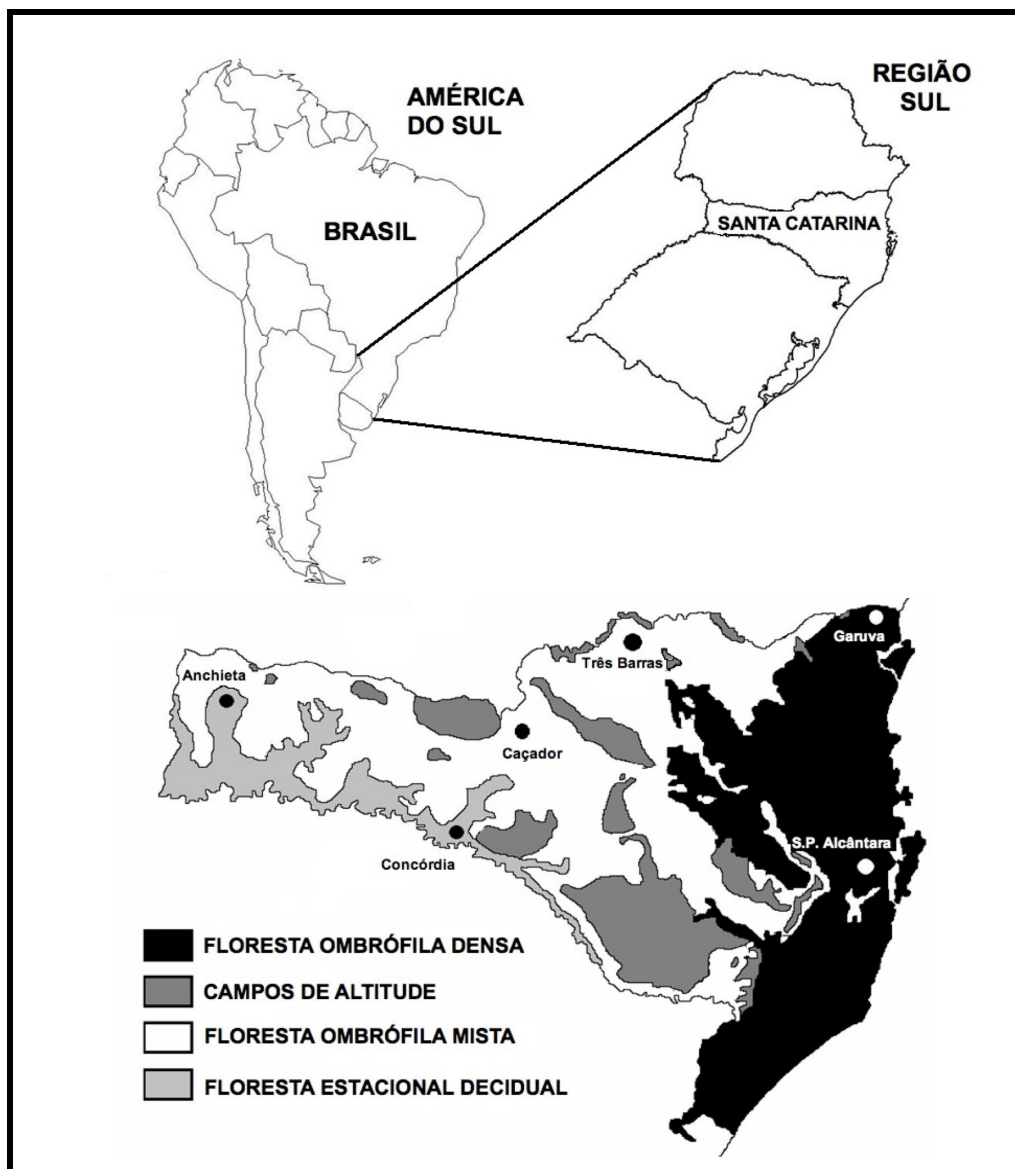 AMÉRICA
DO SUL
REGIÃO
SUL
BRASIL
SANTA CATARINA
Garuva
Três Barras
Anchieta
Caçador
S.P. Alcântara
Concórdia
FLORESTA OMBRÓFILA DENSA
CAMPOS DE ALTITUDE
FLORESTA OMBRÓFILA MISTA
FLORESTA ESTACIONAL DECIDUAL